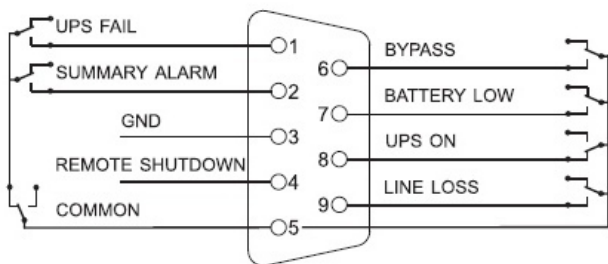 UPS FAIL
1
SUMMARY ALARM
2
GND
3
REMOTE SHUTDOWN
4
COMMON
5
BYPASS
6
BATTERY LOW
7
UPS ON
8
LINE LOSS
9